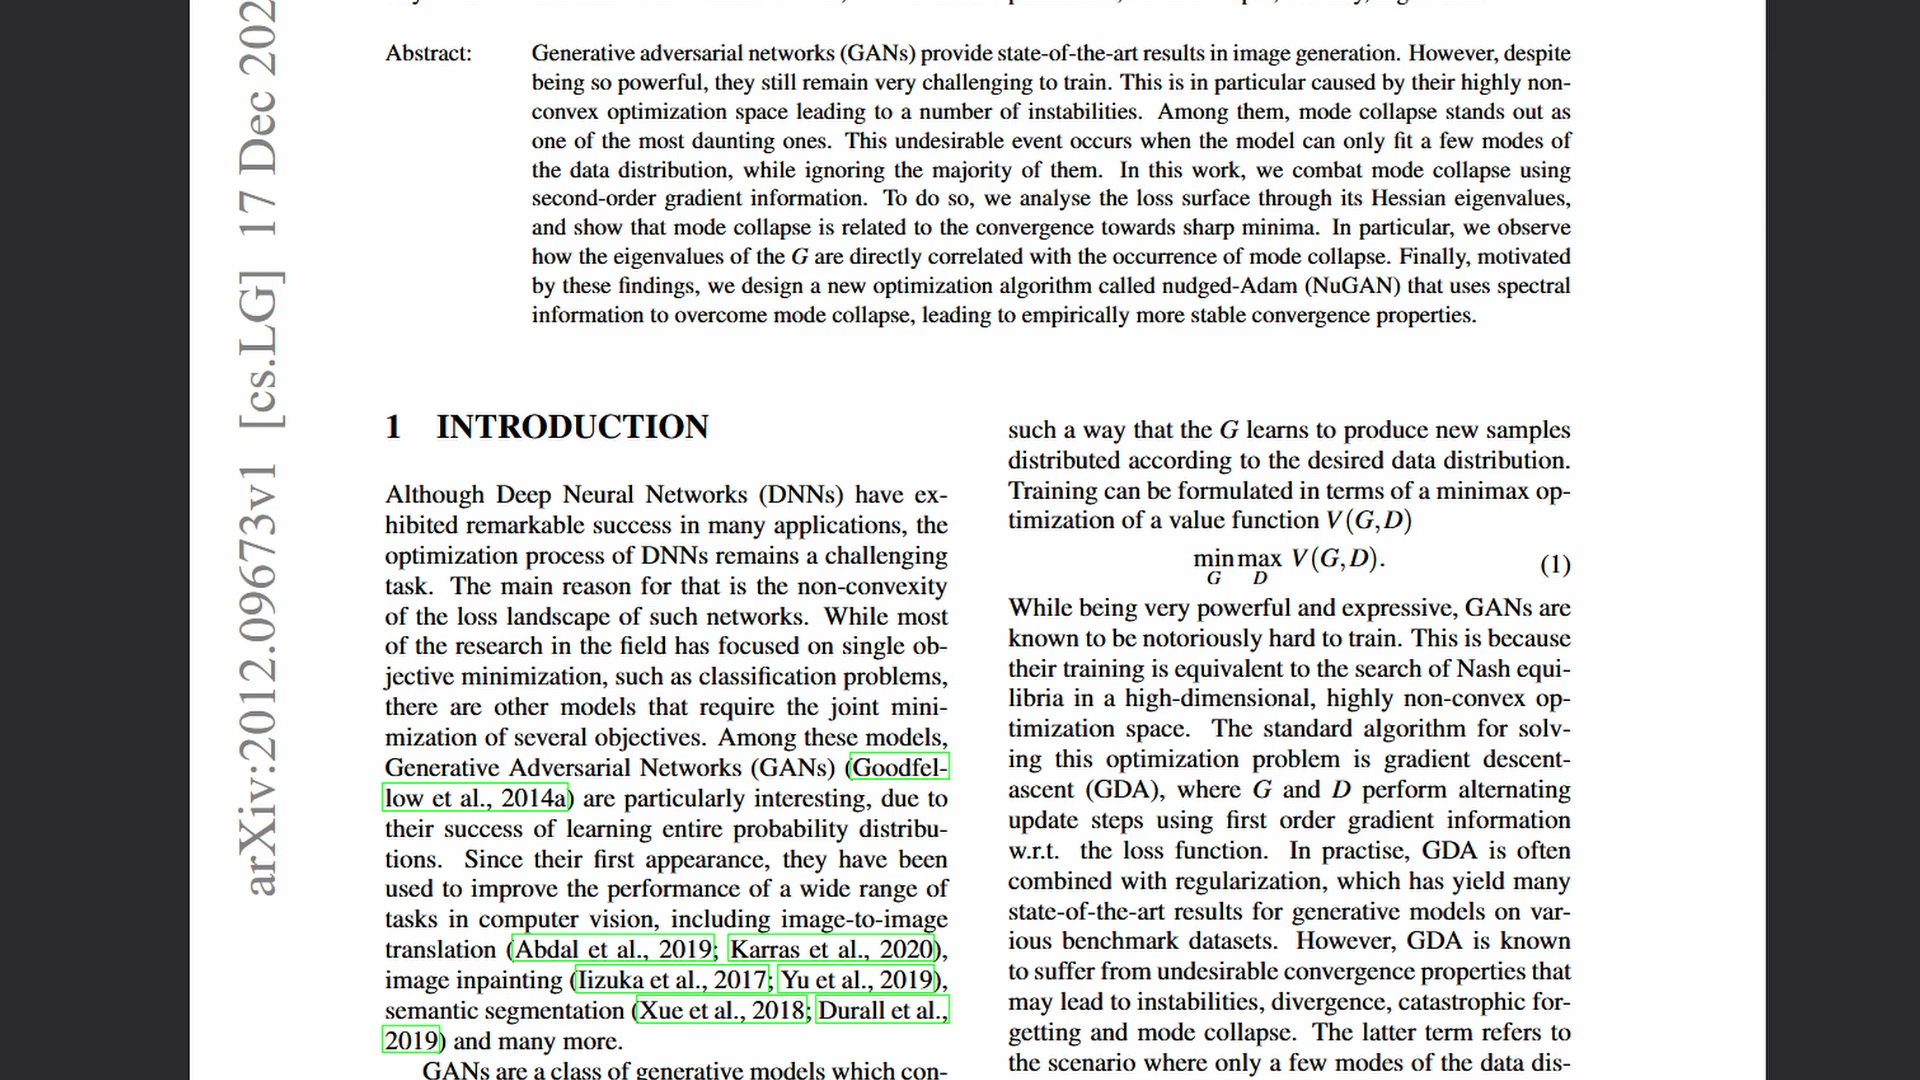 arXiv:2012.09673v1 [cs.LG] 17 Dec 202
Abstract: Generative adversarial networks (GANs) provide state-of-the-art results in image generation. However, despite
being so powerful, they still remain very challenging to train. This is in particular caused by their highly non-
convex optimization space leading to a number of instabilities. Among them, mode collapse stands out as
one of the most daunting ones. This undesirable event occurs when the model can only fit a few modes of
the data distribution, while ignoring the majority of them. In this work, we combat mode collapse using
second-order gradient information. To do so, we analyse the loss surface through its Hessian eigenvalues,
and show that mode collapse is related to the convergence towards sharp minima. In particular, we observe
how the eigenvalues of the G are directly correlated with the occurrence of mode collapse. Finally, motivated
by these findings, we design a new optimization algorithm called nudged-Adam (NuGAN) that uses spectral
information to overcome mode collapse, leading to empirically more stable convergence properties.
1 INTRODUCTION
Although Deep Neural Networks (DNNs) have ex-
hibited remarkable success in many applications, the
optimization process of DNNs remains a challenging
task. The main reason for that is the non-convexity
of the loss landscape of such networks. While most
of the research in the field has focused on single ob-
jective minimization, such as classification problems,
there are other models that require the joint mini-
mization of several objectives. Among these models,
Generative Adversarial Networks (GANs) (Goodfel-
low et al., 2014a) are particularly interesting, due to
their success of learning entire probability distribu-
tions. Since their first appearance, they have been
used to improve the performance of a wide range of
tasks in computer vision, including image-to-image
translation (Abdal et al., 2019; Karras et al., 2020),
image inpainting (Iizuka et al., 2017; Yu et al., 2019),
semantic segmentation (Xue et al., 2018; Durall et al.,
2019) and many more.
GANs are a class of generative models which con-
such a way that the G learns to produce new samples
distributed according to the desired data distribution.
Training can be formulated in terms of a minimax op-
timization of a value function V(G,D)
min max V(G,D). (1)
G D
While being very powerful and expressive, GANs are
known to be notoriously hard to train. This is because
their training is equivalent to the search of Nash equi-
libria in a high-dimensional, highly non-convex op-
timization space. The standard algorithm for solv-
ing this optimization problem is gradient descent-
ascent (GDA), where G and D perform alternating
update steps using first order gradient information
w.r.t. the loss function. In practise, GDA is often
combined with regularization, which has yield many
state-of-the-art results for generative models on var-
ious benchmark datasets. However, GDA is known
to suffer from undesirable convergence properties that
may lead to instabilities, divergence, catastrophic for-
getting and mode collapse. The latter term refers to
the scenario where only a few modes of the data dis-